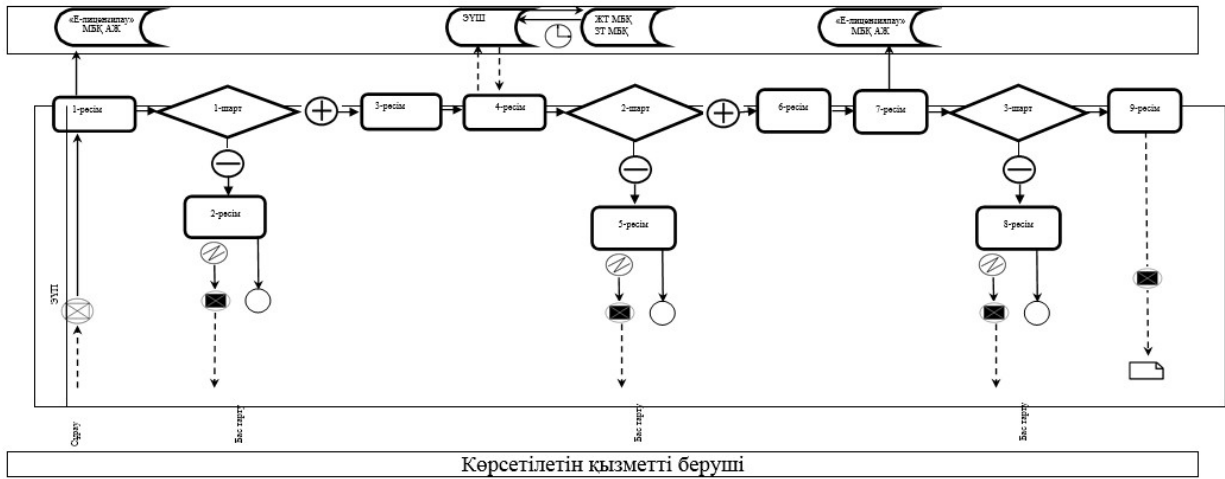 «Е-лицензиялау»
МБҚ АЖ
ЭҮШ
ЖТ МБҚ
ЗТ МБҚ
«Е-лицензиялау»
МБҚ АЖ
1-рәсім
1-шарт
3-рәсім
4-рәсім
2-шарт
6-рәсім
7-рәсім
3-шарт
9-рәсім
2-рәсім
5-рәсім
8-рәсім
ЭҮП
Сұрау
Бас тарту
Бас тарту
Бас тарту
Көрсетілетін қызметті беруші